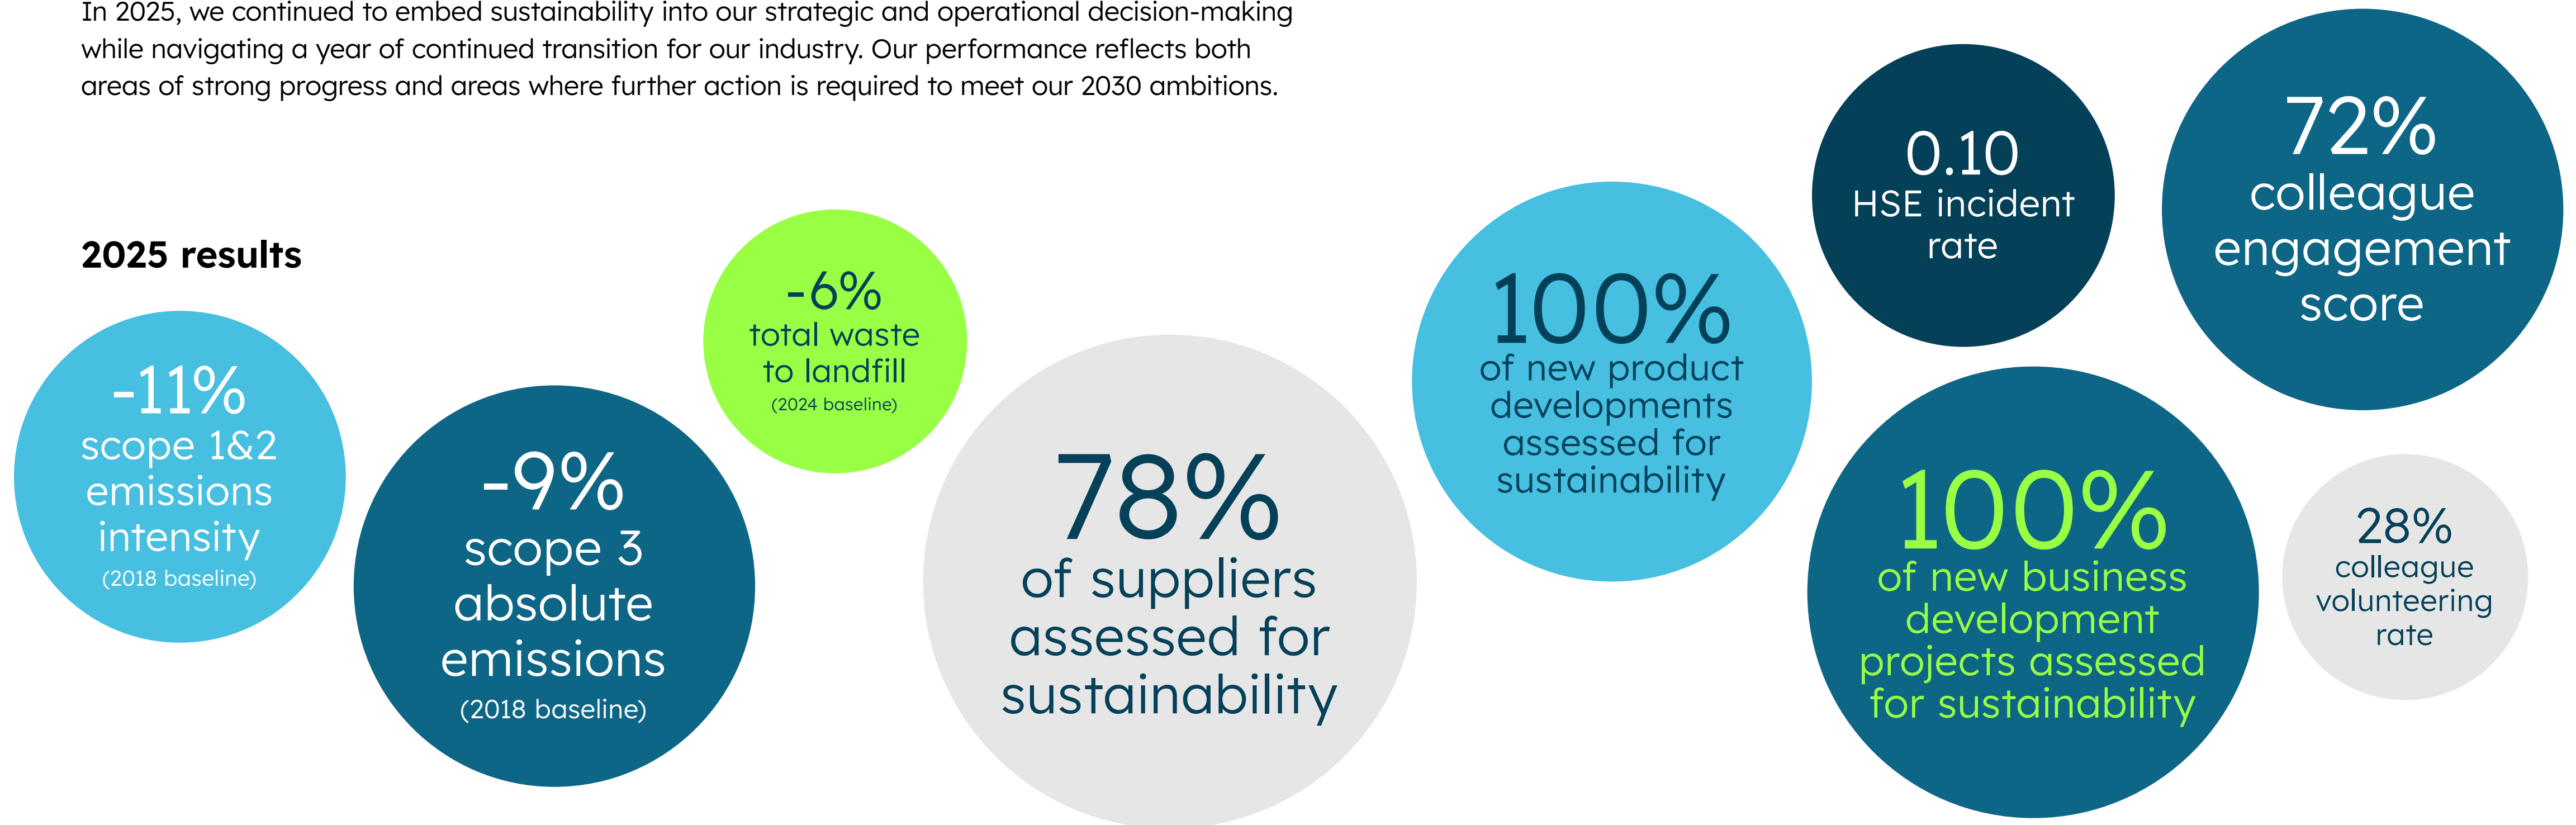 In 2025, we continued to embed sustainability into our strategic and operational decision-making
while navigating a year of continued transition for our industry. Our performance reflects both
areas of strong progress and areas where further action is required to meet our 2030 ambitions.
2025 results
-11%
scope 1&2
emissions
intensity
(2018 baseline)
-9%
scope 3
absolute
emissions
(2018 baseline)
-6%
total waste
to landfill
(2024 baseline)
78%
of suppliers
assessed for
sustainability
100%
of new product
developments
assessed for
sustainability
0.10
HSE incident
rate
72%
colleague
engagement
score
100%
of new business
development
projects assessed
for sustainability
28%
colleague
volunteering
rate